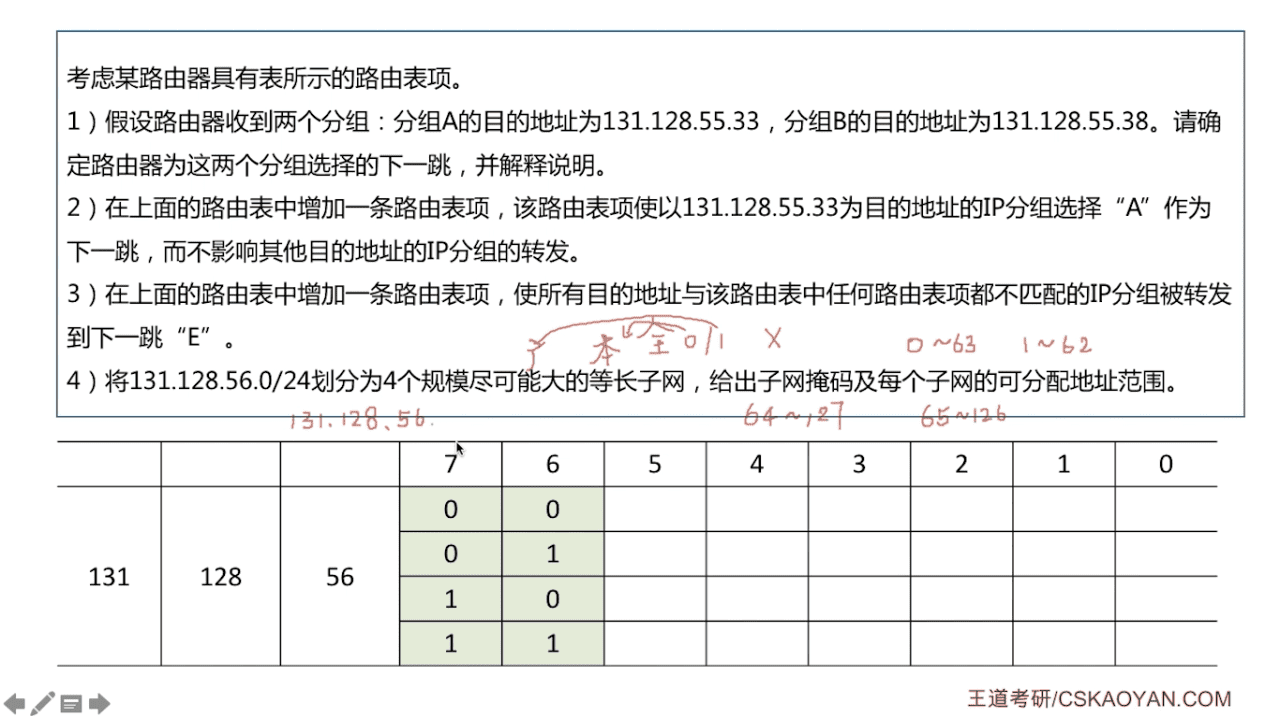 考虑某路由器具有表所示的路由表项。
1）假设路由器收到两个分组：分组A的目的地址为131.128.55.33，分组B的目的地址为131.128.55.38。请确
定路由器为这两个分组选择的下一跳，并解释说明。
2）在上面的路由表中增加一条路由表项，该路由表项使以131.128.55.33为目的地址的IP分组选择“A”作为
下一跳，而不影响其他目的地址的IP分组的转发。
3）在上面的路由表中增加一条路由表项，使所有目的地址与该路由表中任何路由表项都不匹配的IP分组被转发
到下一跳“E”。
本 全 0/1 X 0~63 1~62
4）将131.128.56.0/24划分为4个规模尽可能大的等长子网，给出子网掩码及每个子网的可分配地址范围。
131.128.56. 64~127 65~126
7 6 5 4 3 2 1 0
0 0
0 1
131 128 56
1 0
1 1
王道考研/CSKAOYAN.COM